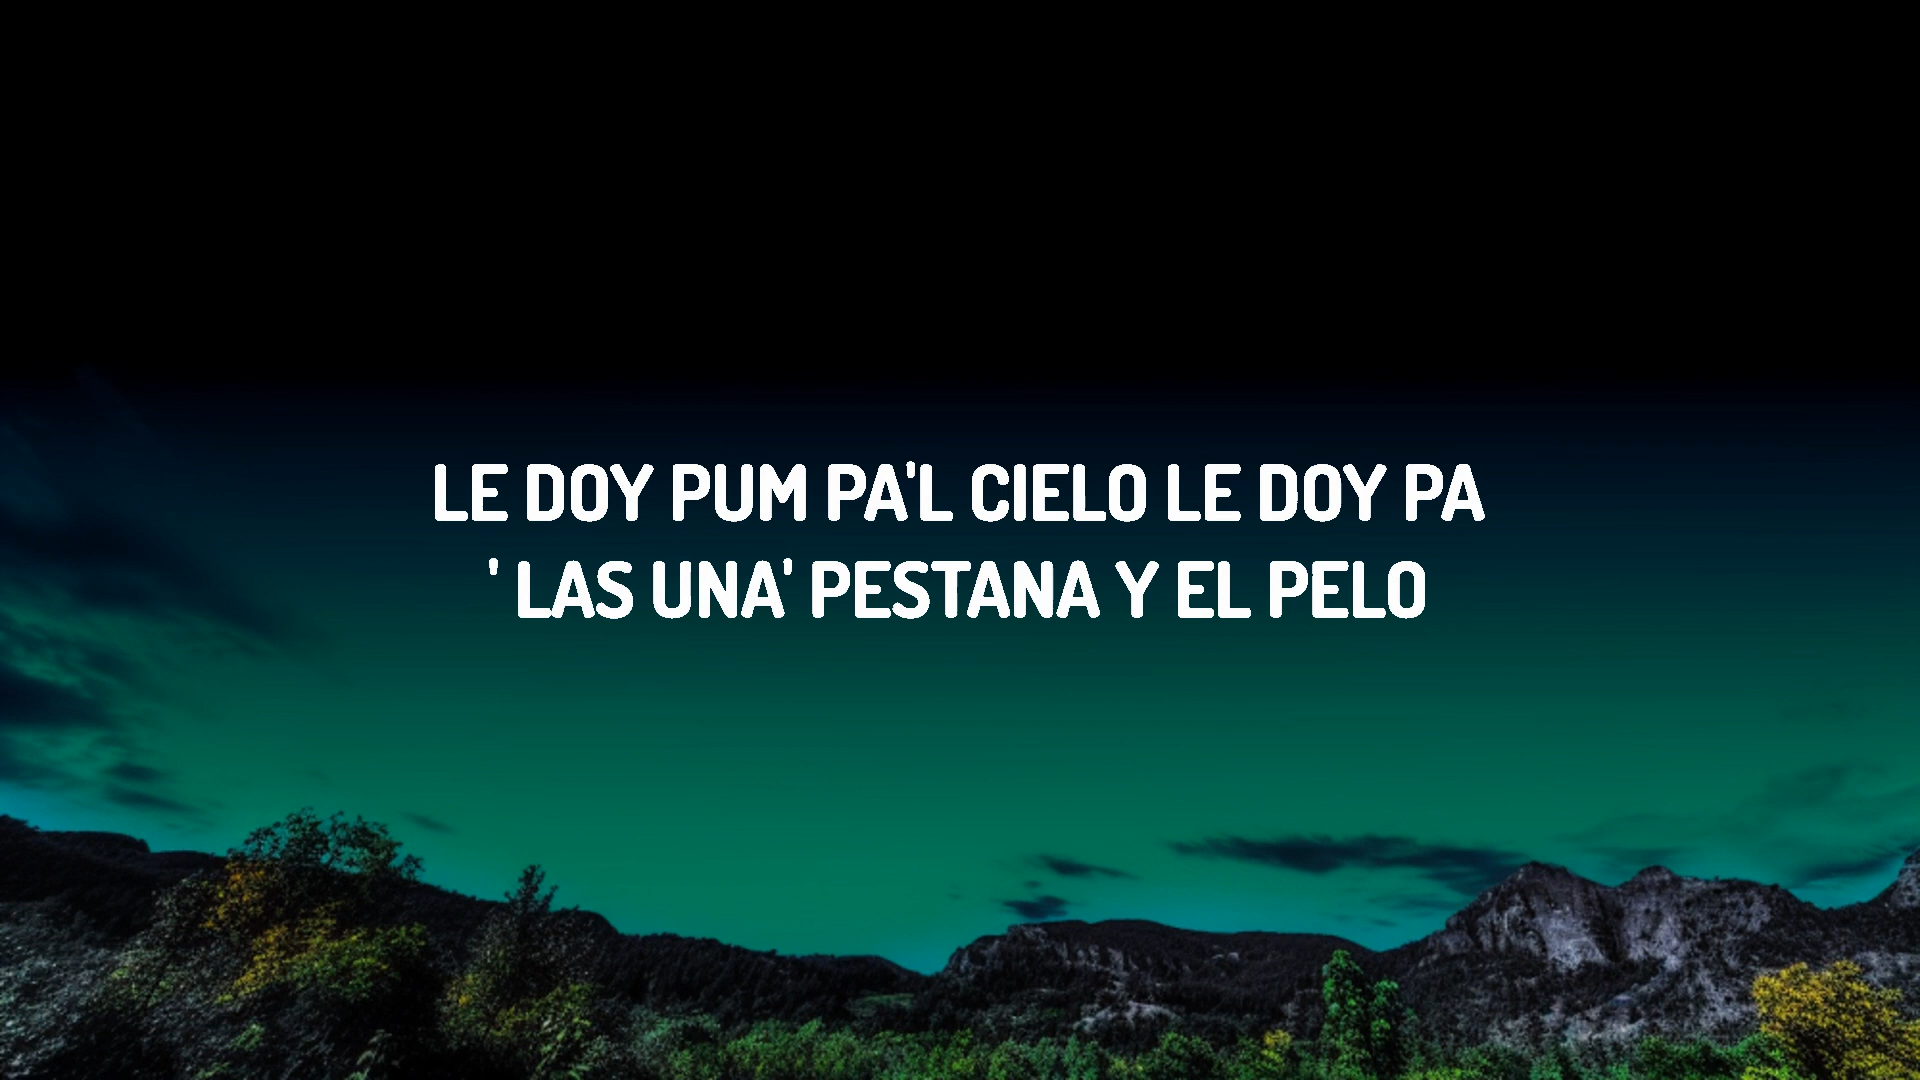 LE DOY PUM PA'L CIELO LE DOY PA
' LAS UNA' PESTANA Y EL PELO